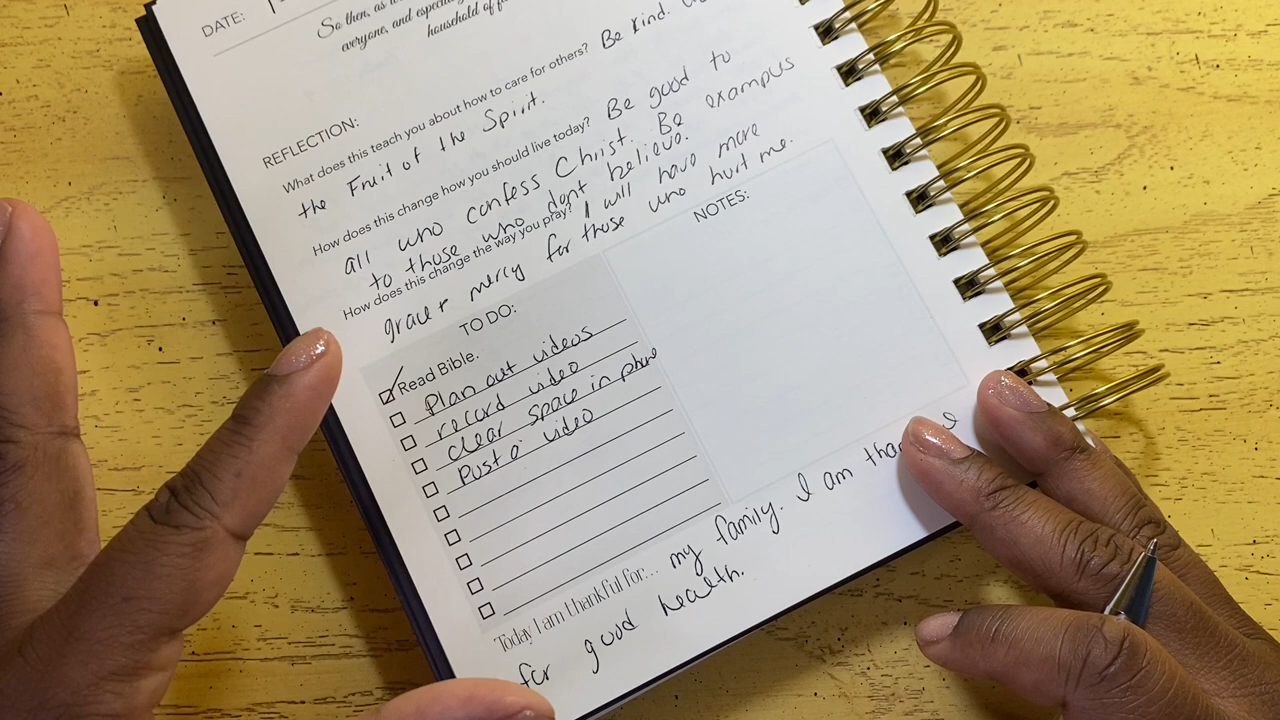 DATE:
So then, as
everyone, and
household of
REFLECTION:
What does this teach you about how to care for others? Be kind.
the Fruit of the Spirit.
How does this change how you should live today? Be good to
all who confess Christ. Be exampus
to those who dont believe.
How does this change the way you pray? I will have more
grace + mercy for those who hurt me.
TO DO:
Read Bible.
Plan out videos
record video
clear space in phone
Post a video
NOTES:
Today I am thankful for... my family. I am
for good health.